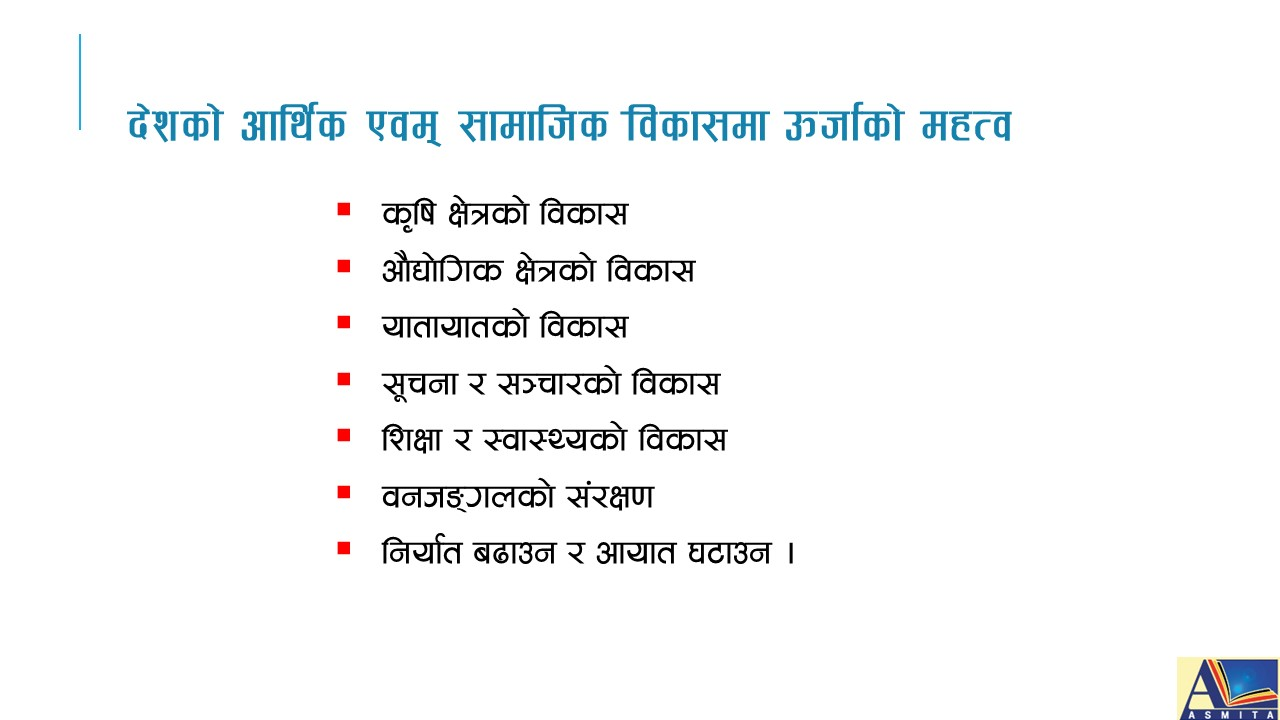 देशको आर्थिक एवम् सामाजिक विकासमा ऊर्जाको महत्व
▪ कृषि क्षेत्रको विकास
▪ औद्योगिक क्षेत्रको विकास
▪ यातायातको विकास
▪ सूचना र सञ्चारको विकास
▪ शिक्षा र स्वास्थ्यको विकास
▪ वनजङ्गलको संरक्षण
▪ निर्यात बढाउन र आयात घटाउन ।
ASMITA